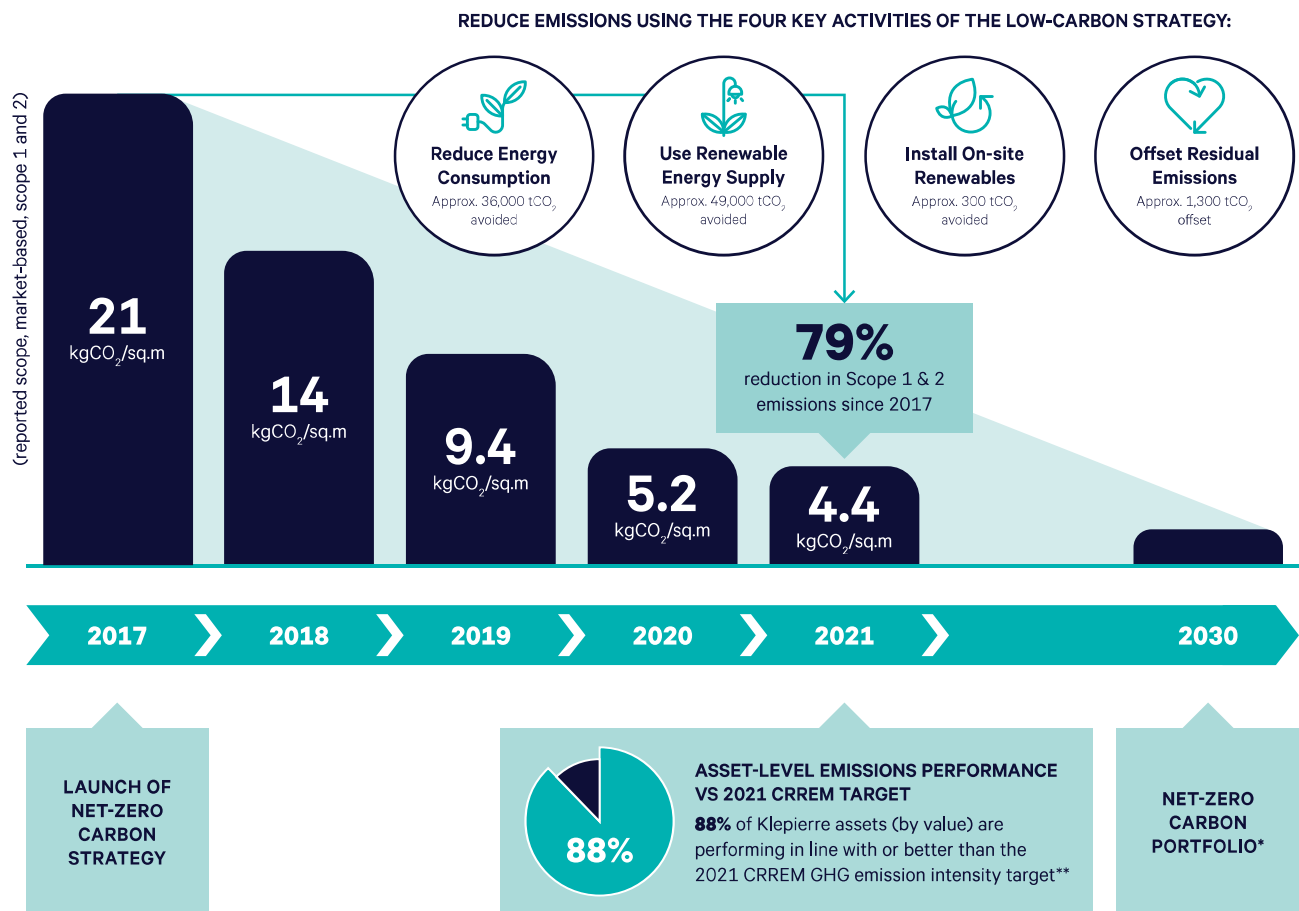 REDUCE EMISSIONS USING THE FOUR KEY ACTIVITIES OF THE LOW-CARBON STRATEGY:
(reported scope, market-based, scope 1 and 2)
Reduce Energy
Consumption
Approx. 36,000 tCO₂
avoided
Use Renewable
Energy Supply
Approx. 49,000 tCO₂
avoided
Install On-site
Renewables
Approx. 300 tCO₂
avoided
Offset Residual
Emissions
Approx. 1,300 tCO₂
offset
21
kgCO₂/sq.m
14
kgCO₂/sq.m
9.4
kgCO₂/sq.m
5.2
kgCO₂/sq.m
4.4
kgCO₂/sq.m
79%
reduction in Scope 1 & 2
emissions since 2017
2017
2018
2019
2020
2021
2030
LAUNCH OF
NET-ZERO
CARBON
STRATEGY
88%
ASSET-LEVEL EMISSIONS PERFORMANCE
VS 2021 CRREM TARGET
88% of Klepierre assets (by value) are
performing in line with or better than the
2021 CRREM GHG emission intensity target**
NET-ZERO
CARBON
PORTFOLIO*